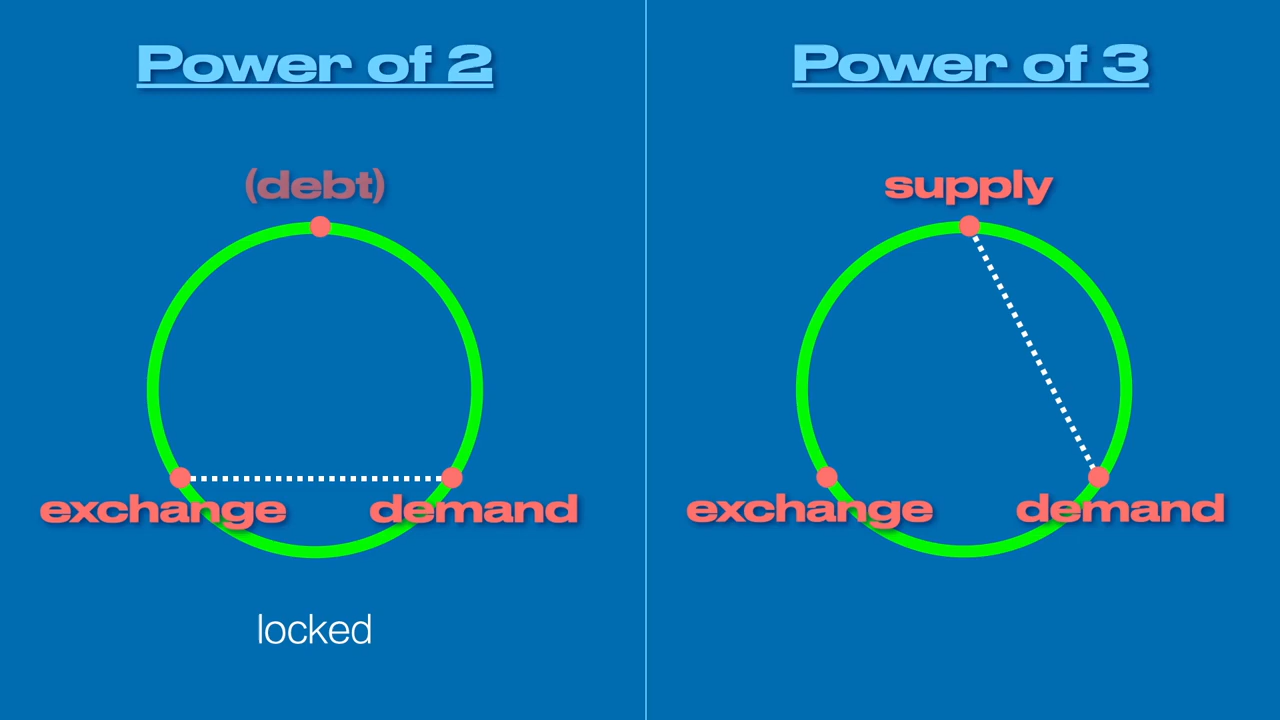 Power of 2
(debt)
exchange
demand
locked
Power of 3
supply
exchange
demand